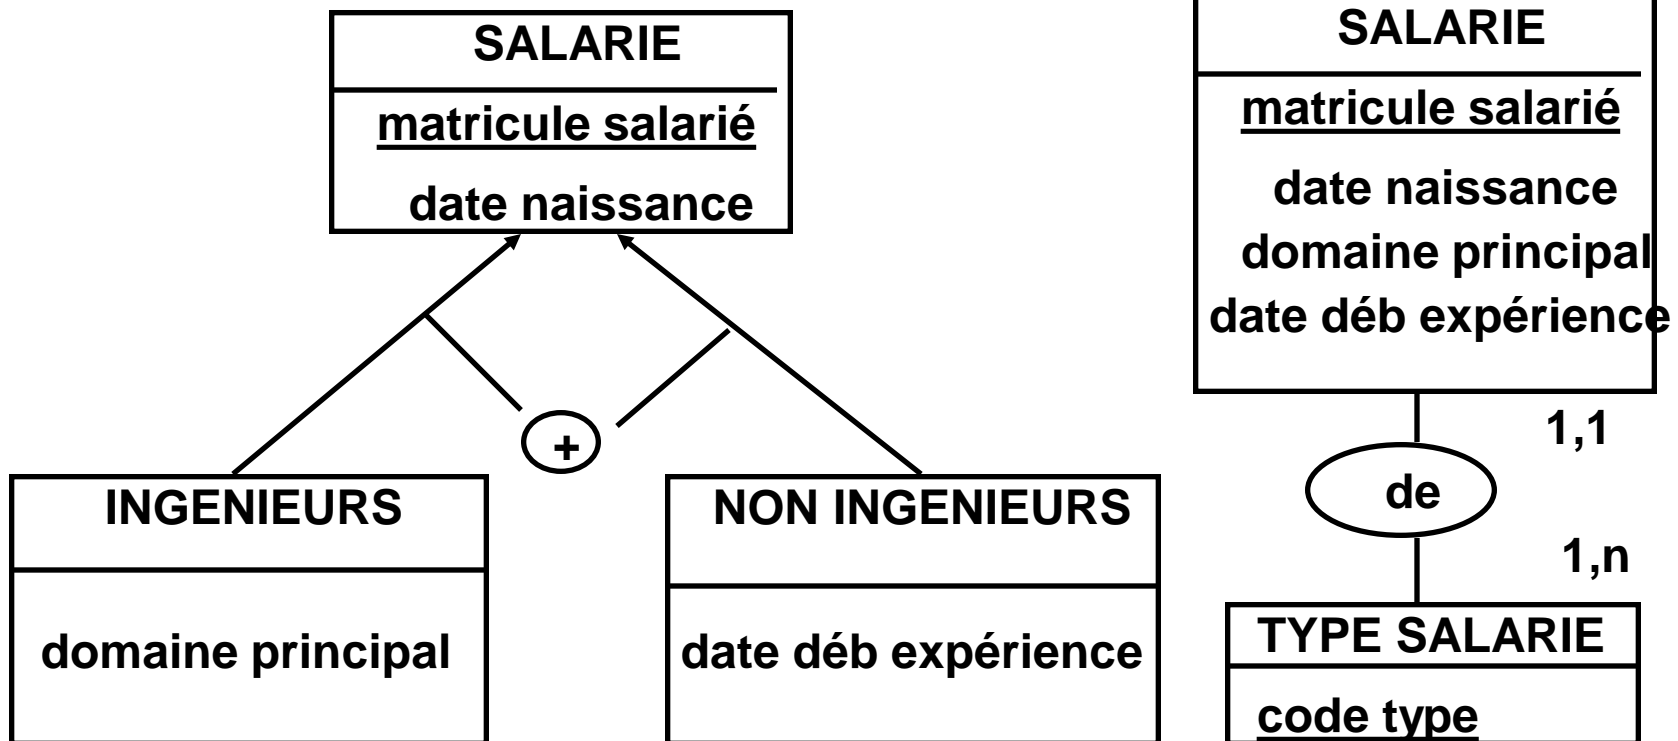 SALARIE
matricule salarié
date naissance
+
INGENIEURS
domaine principal
NON INGENIEURS
date déb expérience
SALARIE
matricule salarié
date naissance
domaine principal
date déb expérience
1,1
de
1,n
TYPE SALARIE
code type